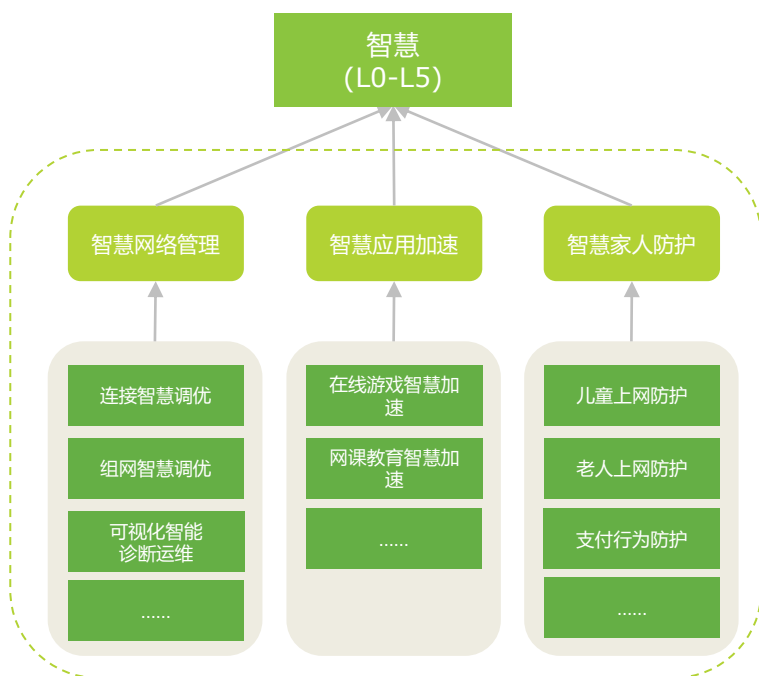 智慧
(L0-L5)
智慧网络管理
智慧应用加速
智慧家人防护
连接智慧调优
组网智慧调优
可视化智能
诊断运维
......
在线游戏智慧加
速
网课教育智慧加
速
......
儿童上网防护
老人上网防护
支付行为防护
......